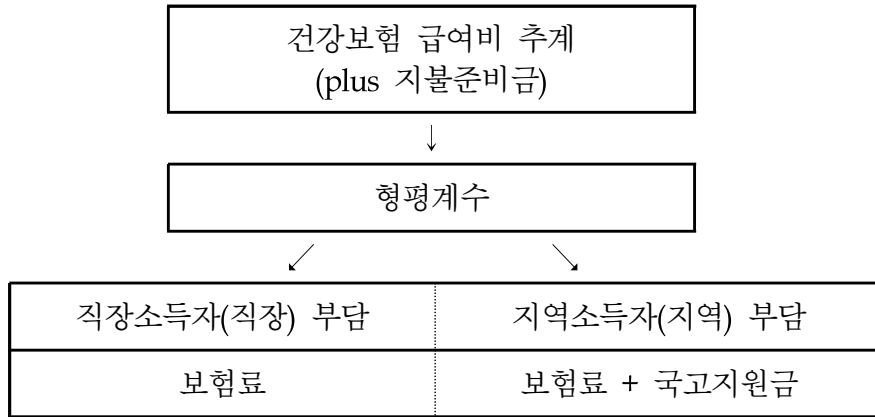 건강보험 급여비 추계
(plus 지불준비금)
↓
형평계수
↙ ↘
직장소득자(직장) 부담 지역소득자(지역) 부담
보험료 보험료 + 국고지원금